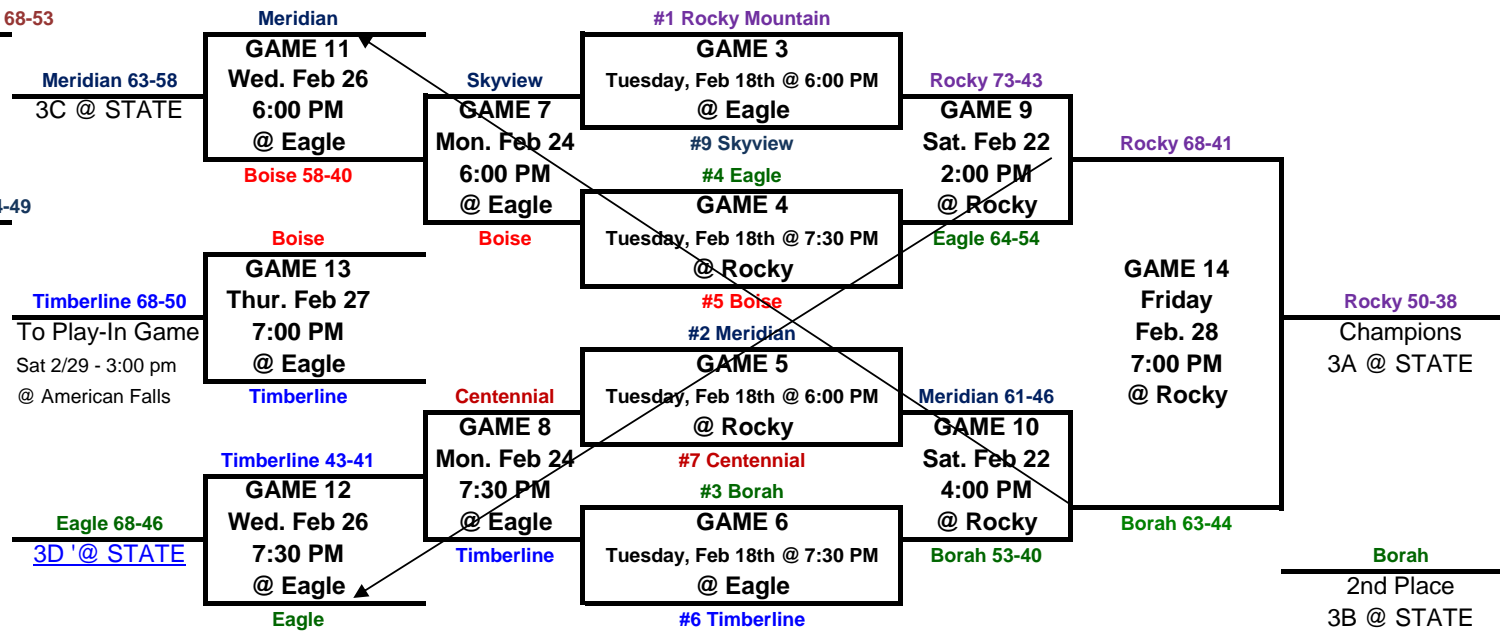 68-53
Meridian
#1 Rocky Mountain
GAME 11
GAME 3
Meridian 63-58
Wed. Feb 26
Skyview
Tuesday, Feb 18th @ 6:00 PM
Rocky 73-43
3C @ STATE
6:00 PM
GAME 7
@ Eagle
GAME 9
@ Eagle
Mon. Feb 24
#9 Skyview
Sat. Feb 22
Rocky 68-41
Boise 58-40
6:00 PM
#4 Eagle
2:00 PM
-49
@ Eagle
GAME 4
@ Rocky
Boise
Boise
Tuesday, Feb 18th @ 7:30 PM
Eagle 64-54
GAME 13
@ Rocky
GAME 14
Timberline 68-50
Thur. Feb 27
#5 Boise
Friday
Rocky 50-38
To Play-In Game
7:00 PM
#2 Meridian
Feb. 28
Champions
Sat 2/29 - 3:00 pm
@ Eagle
GAME 5
7:00 PM
3A @ STATE
@ American Falls
Timberline
Centennial
Tuesday, Feb 18th @ 6:00 PM
Meridian 61-46
@ Rocky
GAME 8
@ Rocky
GAME 10
Timberline 43-41
Mon. Feb 24
#7 Centennial
Sat. Feb 22
GAME 12
7:30 PM
#3 Borah
4:00 PM
Eagle 68-46
Wed. Feb 26
@ Eagle
GAME 6
@ Rocky
Borah 63-44
3D '@ STATE
7:30 PM
Timberline
Tuesday, Feb 18th @ 7:30 PM
Borah 53-40
Borah
@ Eagle
@ Eagle
2nd Place
Eagle
#6 Timberline
3B @ STATE